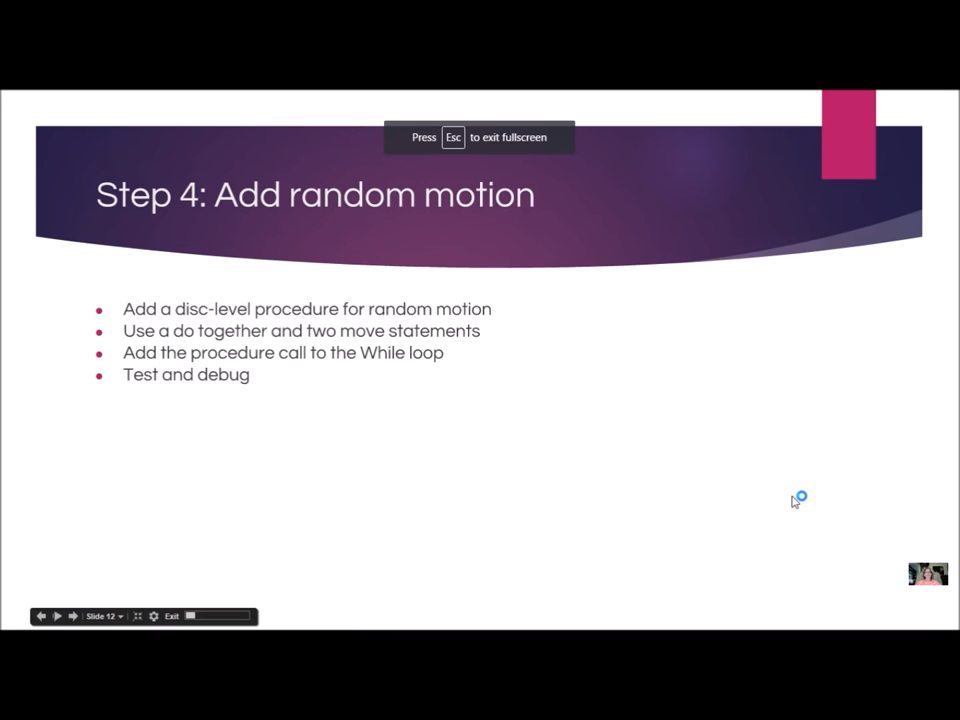 Press Esc to exit fullscreen
Step 4: Add random motion
Add a disc-level procedure for random motion
Use a do together and two move statements
Add the procedure call to the While loop
Test and debug
Slide 12 Exit